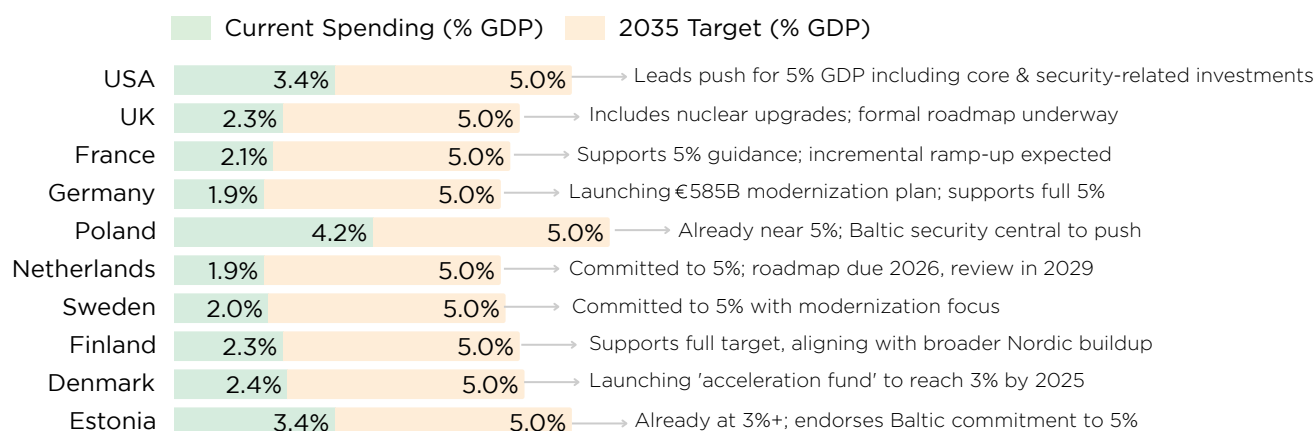 Current Spending (% GDP) 2035 Target (% GDP)
USA 3.4% 5.0% Leads push for 5% GDP including core & security-related investments
UK 2.3% 5.0% Includes nuclear upgrades; formal roadmap underway
France 2.1% 5.0% Supports 5% guidance; incremental ramp-up expected
Germany 1.9% 5.0% Launching €585B modernization plan; supports full 5%
Poland 4.2% 5.0% Already near 5%; Baltic security central to push
Netherlands 1.9% 5.0% Committed to 5%; roadmap due 2026, review in 2029
Sweden 2.0% 5.0% Committed to 5% with modernization focus
Finland 2.3% 5.0% Supports full target, aligning with broader Nordic buildup
Denmark 2.4% 5.0% Launching 'acceleration fund' to reach 3% by 2025
Estonia 3.4% 5.0% Already at 3%+; endorses Baltic commitment to 5%